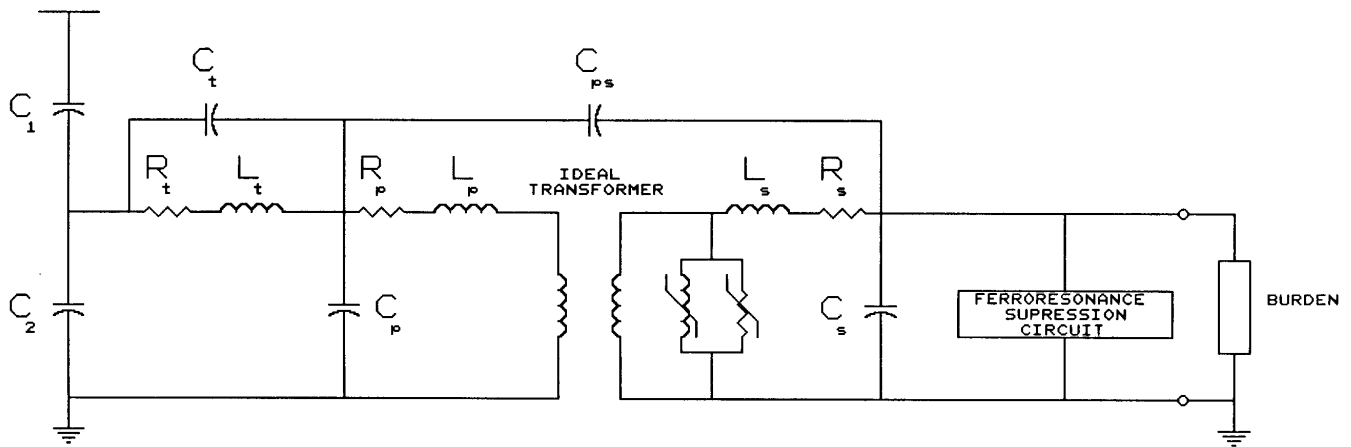 C1
C2
Ct
Cps
Rt
Lt
Rp
Lp
IDEAL
TRANSFORMER
Ls
Rs
Cp
Cs
FERRORESONANCE
SUPRESSION
CIRCUIT
BURDEN